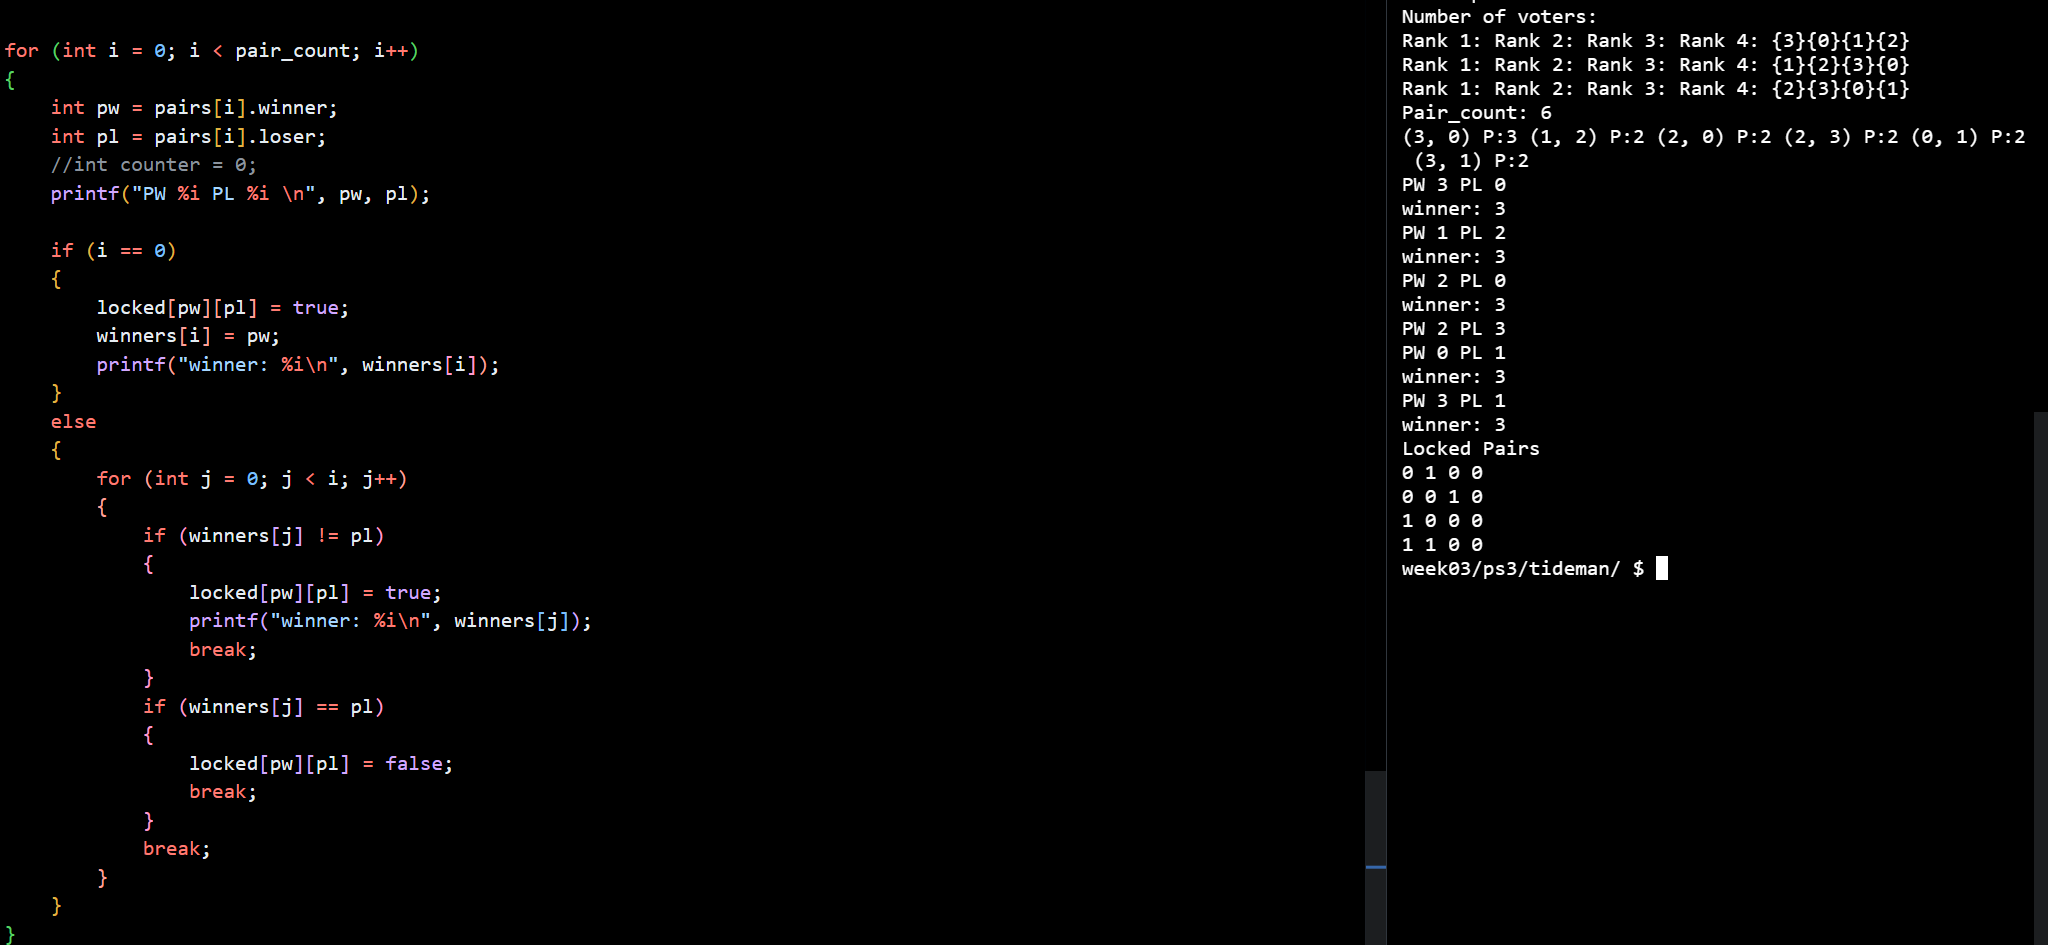 for (int i = 0; i < pair_count; i++)
{
    int pw = pairs[i].winner;
    int pl = pairs[i].loser;
    //int counter = 0;
    printf("PW %i PL %i \n", pw, pl);

    if (i == 0)
    {
        locked[pw][pl] = true;
        winners[i] = pw;
        printf("winner: %i\n", winners[i]);
    }
    else
    {
        for (int j = 0; j < i; j++)
        {
            if (winners[j] != pl)
            {
                locked[pw][pl] = true;
                printf("winner: %i\n", winners[j]);
                break;
            }
            if (winners[j] == pl)
            {
                locked[pw][pl] = false;
                break;
            }
            break;
        }
    }
}
Number of voters:
Rank 1: Rank 2: Rank 3: Rank 4: {3}{0}{1}{2}
Rank 1: Rank 2: Rank 3: Rank 4: {1}{2}{3}{0}
Rank 1: Rank 2: Rank 3: Rank 4: {2}{3}{0}{1}
Pair_count: 6
(3, 0) P:3 (1, 2) P:2 (2, 0) P:2 (2, 3) P:2 (0, 1) P:2
 (3, 1) P:2
PW 3 PL 0
winner: 3
PW 1 PL 2
winner: 3
PW 2 PL 0
winner: 3
PW 2 PL 3
PW 0 PL 1
winner: 3
PW 3 PL 1
winner: 3
Locked Pairs
0 1 0 0
0 0 1 0
1 0 0 0
1 1 0 0
week03/ps3/tideman/ $